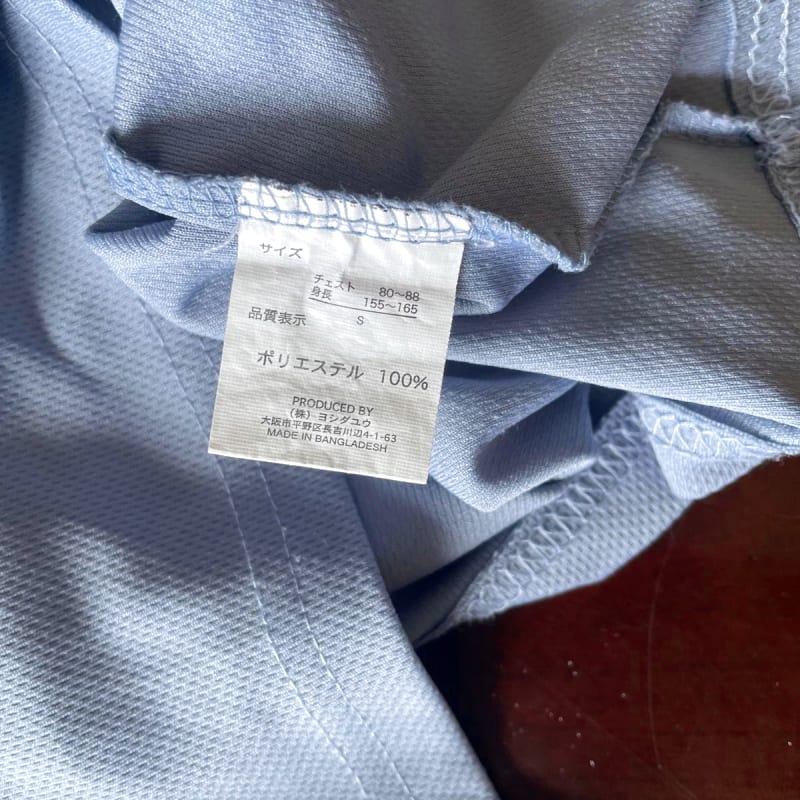 サイズ
チェスト 80～88
身長 155～165
S
品質表示
ポリエステル 100%
PRODUCED BY
(株) ヨシダユウ
大阪市平野区長吉川辺4-1-63
MADE IN BANGLADESH